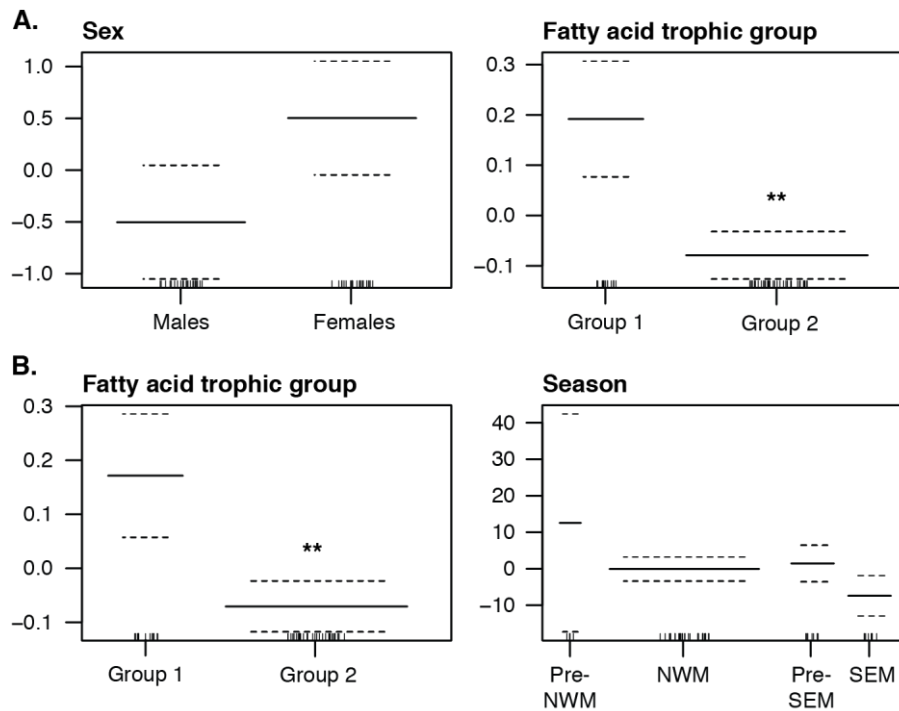 A.
Sex
1.0
0.5
0.0
−0.5
−1.0
Males
Females
Fatty acid trophic group
0.3
0.2
0.1
0.0
−0.1
**
Group 1
Group 2
B.
Fatty acid trophic group
0.3
0.2
0.1
0.0
−0.1
**
Group 1
Group 2
Season
40
30
20
10
0
−10
Pre-
NWM
NWM
Pre-
SEM
SEM